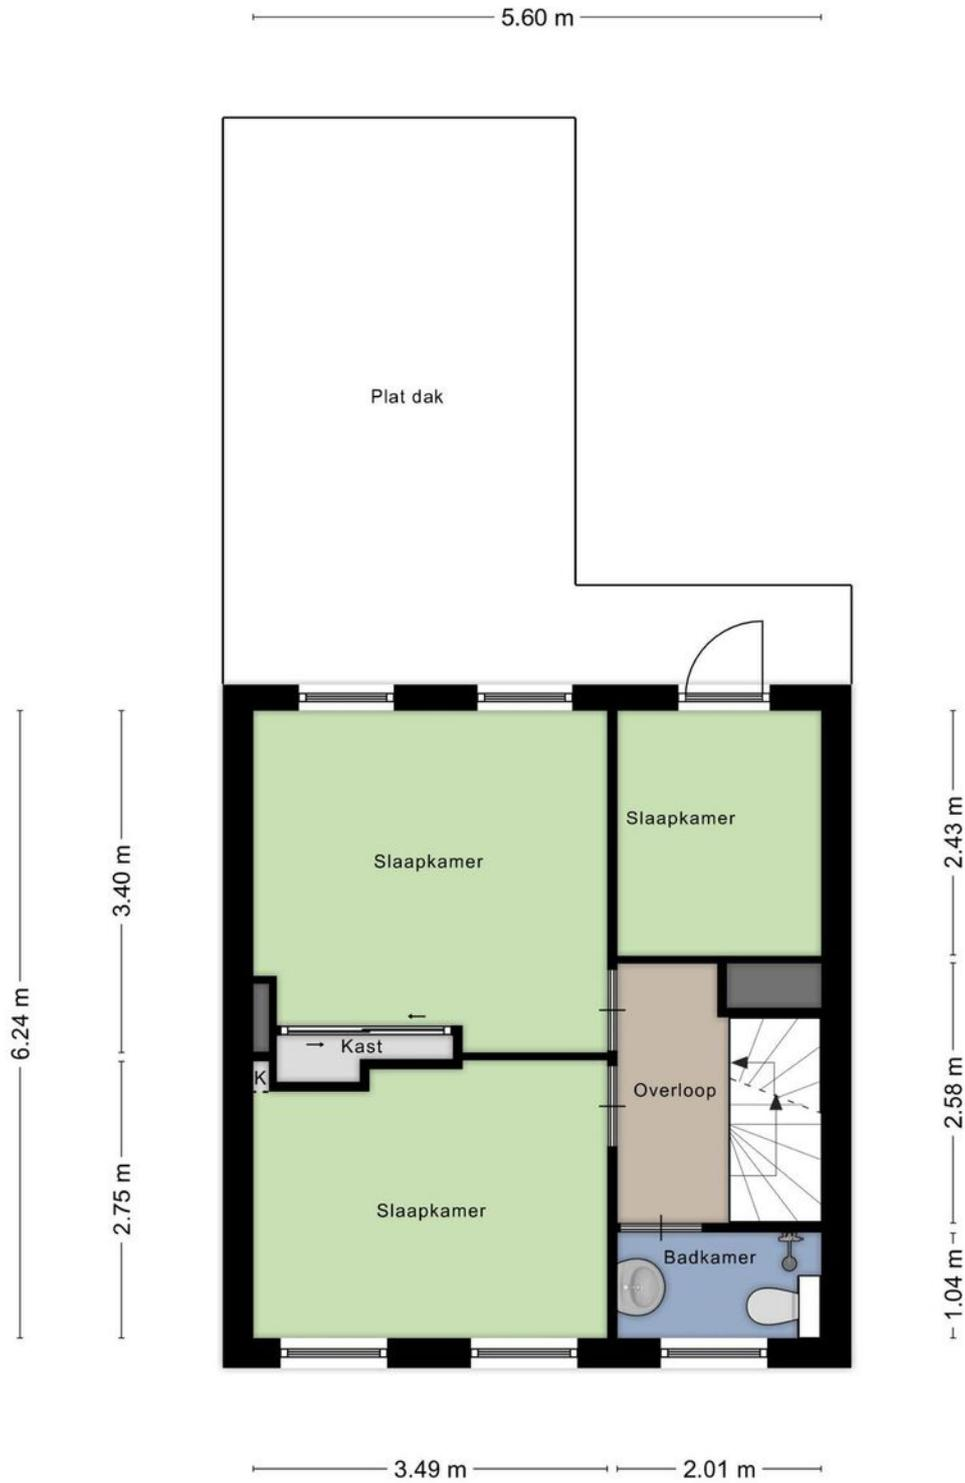 5.60 m
Plat dak
Slaapkamer
Slaapkamer
3.40 m
2.43 m
6.24 m
Kast
K
Overloop
2.58 m
2.75 m
Slaapkamer
Badkamer
1.04 m
3.49 m
2.01 m